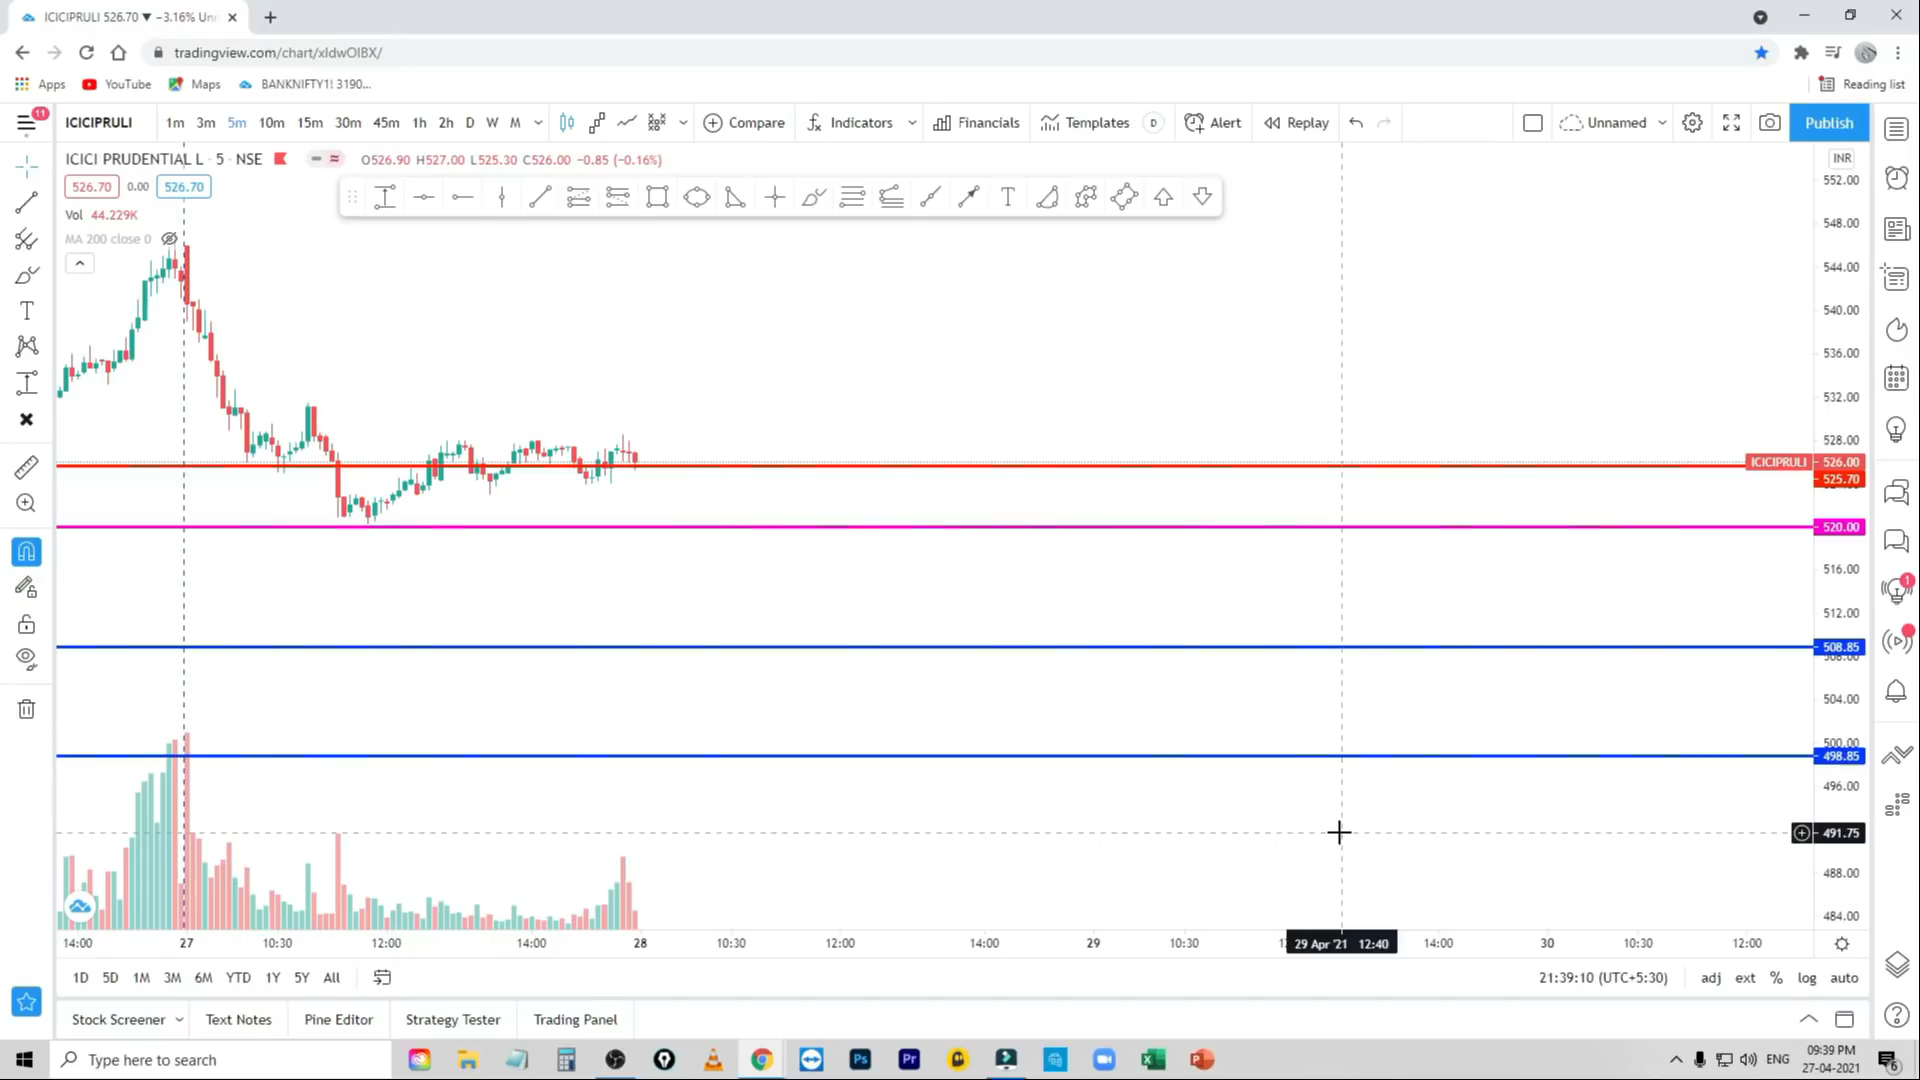 ICICIPRULI 526.70 ▼ −3.16% Unn
tradingview.com/chart/xIdwOIBX/
Apps YouTube Maps BANKNIFTY1! 3190... Reading list
11 ICICIPRULI 1m 3m 5m 10m 15m 30m 45m 1h 2h D W M Compare Indicators Financials Templates D Alert Replay Unnamed Publish
ICICI PRUDENTIAL L · 5 · NSE O526.90 H527.00 L525.30 C526.00 −0.85 (−0.16%) INR
526.70 0.00 526.70
Vol 44.229K
MA 200 close 0
552.00
548.00
544.00
540.00
536.00
532.00
528.00
ICICIPRULI 526.00
525.70
520.00
516.00
512.00
508.85
504.00
500.00
498.85
496.00
491.75
488.00
484.00
1
14:00 27 10:30 12:00 14:00 28 10:30 12:00 14:00 29 10:30 29 Apr '21 12:40 14:00 30 10:30 12:00
1D 5D 1M 3M 6M YTD 1Y 5Y All 21:39:10 (UTC+5:30) adj ext % log auto
Stock Screener Text Notes Pine Editor Strategy Tester Trading Panel
Type here to search Ps Pr ENG 09:39 PM
27-04-2021 6